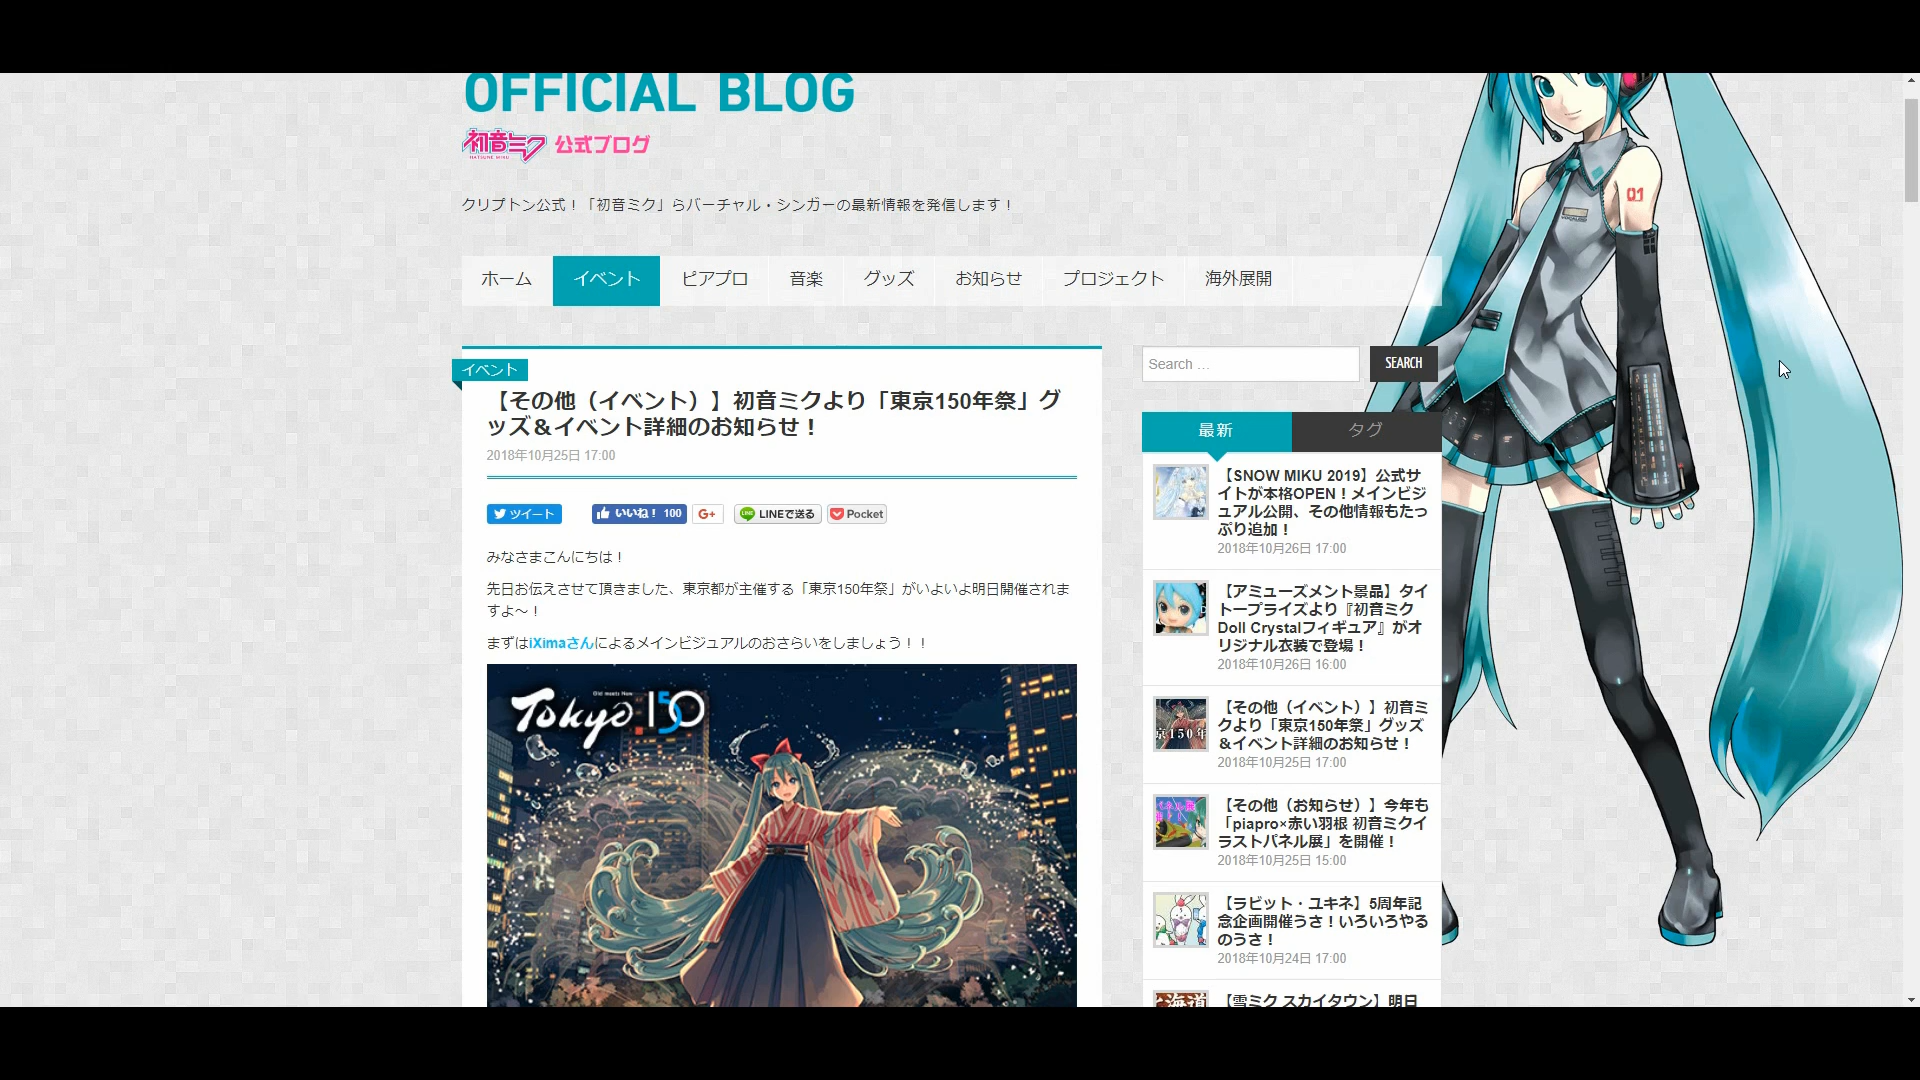 OFFICIAL BLOG
初音ミク 公式ブログ
HATSUNE MIKU
クリプトン公式！「初音ミク」らバーチャル・シンガーの最新情報を発信します！
ホーム イベント ピアプロ 音楽 グッズ お知らせ プロジェクト 海外展開
イベント
【その他（イベント）】初音ミクより「東京150年祭」グ
ッズ＆イベント詳細のお知らせ！
2018年10月25日 17:00
ツイート いいね！ 100 G+ LINEで送る Pocket
みなさまこんにちは！
先日お伝えさせて頂きました、東京都が主催する「東京150年祭」がいよいよ明日開催されま
すよ～！
まずはiXimaさんによるメインビジュアルのおさらいをしましょう！！
Old meets New
Tokyo 150
Search ... SEARCH
最新 タグ
【SNOW MIKU 2019】公式サ
イトが本格OPEN！メインビジ
ュアル公開、その他情報もたっ
ぷり追加！
2018年10月26日 17:00
【アミューズメント景品】タイ
トープライズより『初音ミク
Doll Crystalフィギュア』がオ
リジナル衣装で登場！
2018年10月26日 16:00
京150年
【その他（イベント）】初音ミ
クより「東京150年祭」グッズ
＆イベント詳細のお知らせ！
2018年10月25日 17:00
【その他（お知らせ）】今年も
「piapro×赤い羽根 初音ミクイ
ラストパネル展」を開催！
2018年10月25日 15:00
【ラビット・ユキネ】5周年記
念企画開催うさ！いろいろやる
のうさ！
2018年10月24日 17:00
北海道
【雪ミク スカイタウン】明日
01